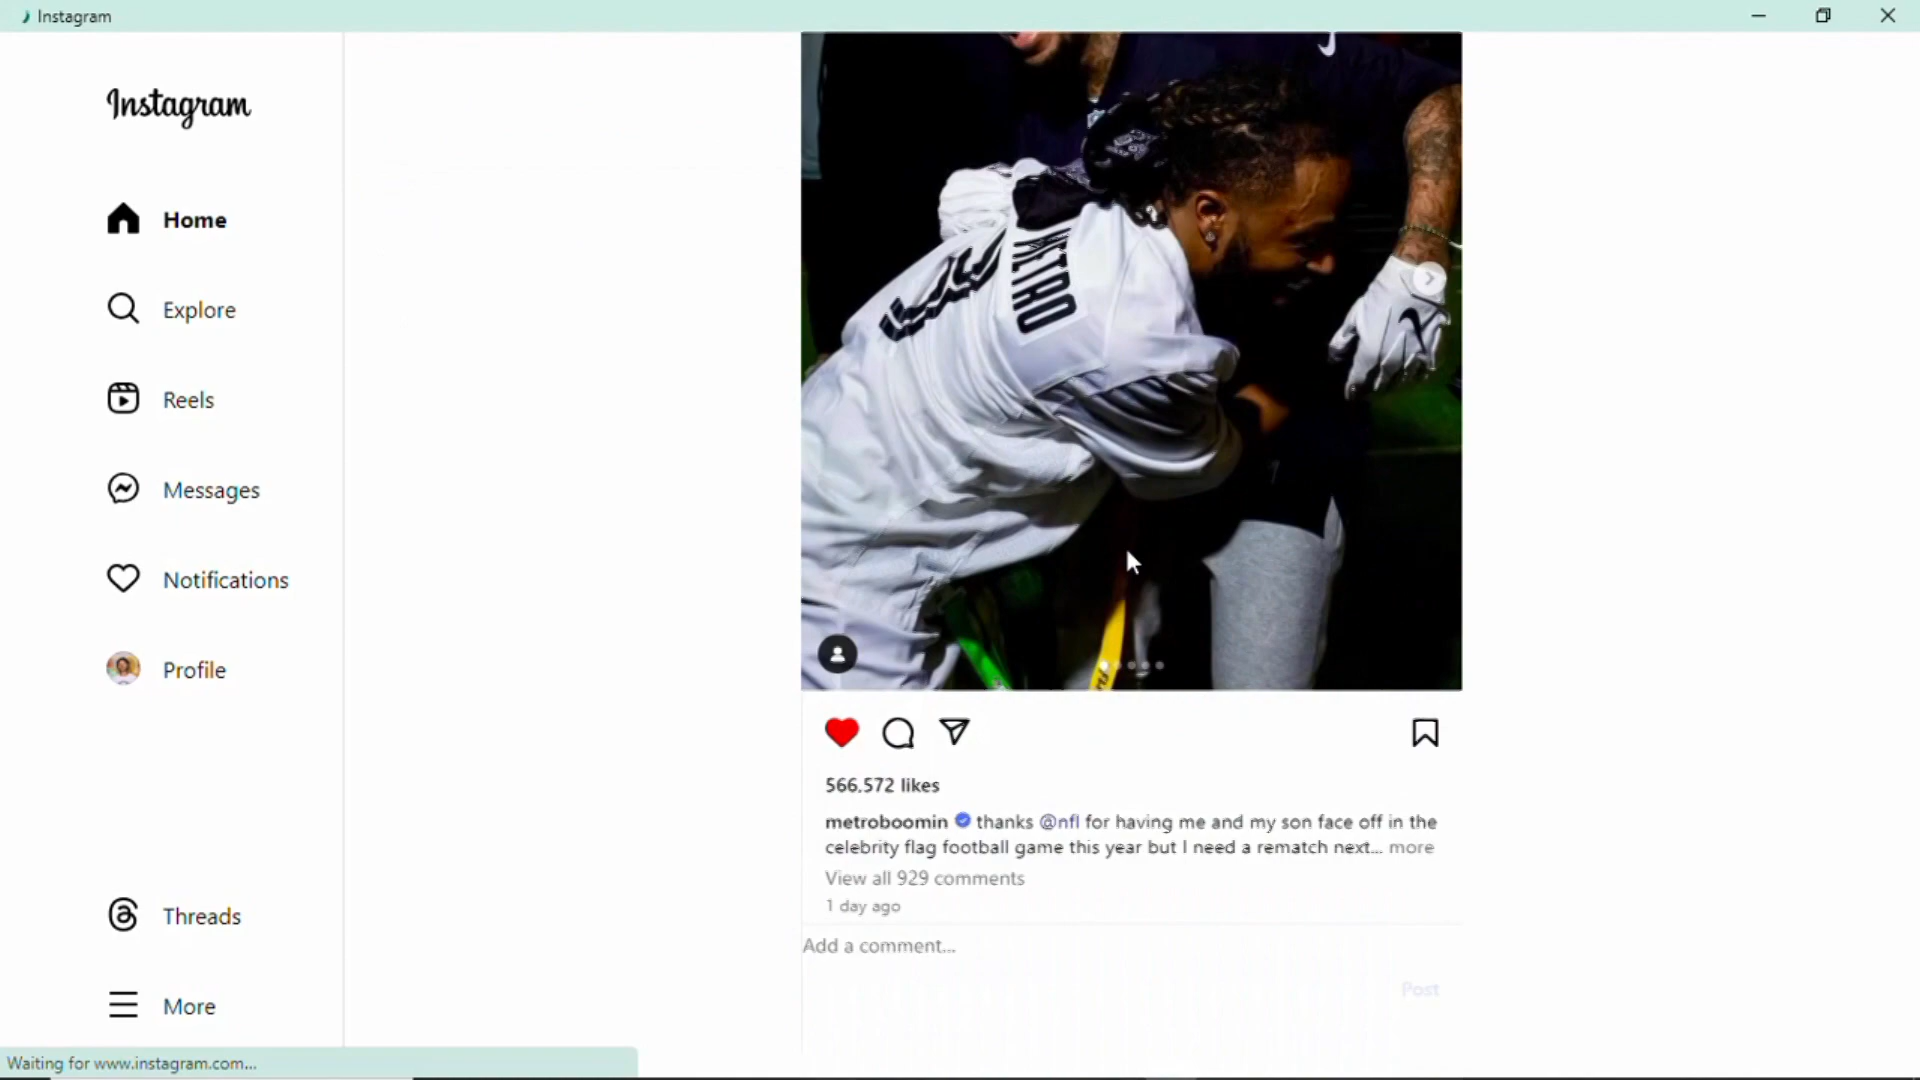 Instagram
Instagram
Home
Explore
Reels
Messages
Notifications
Profile
Threads
More
METRO
566,572 likes
metroboomin thanks @nfl for having me and my son face off in the
celebrity flag football game this year but I need a rematch next... more
View all 929 comments
1 day ago
Add a comment...
Post
Waiting for www.instagram.com...